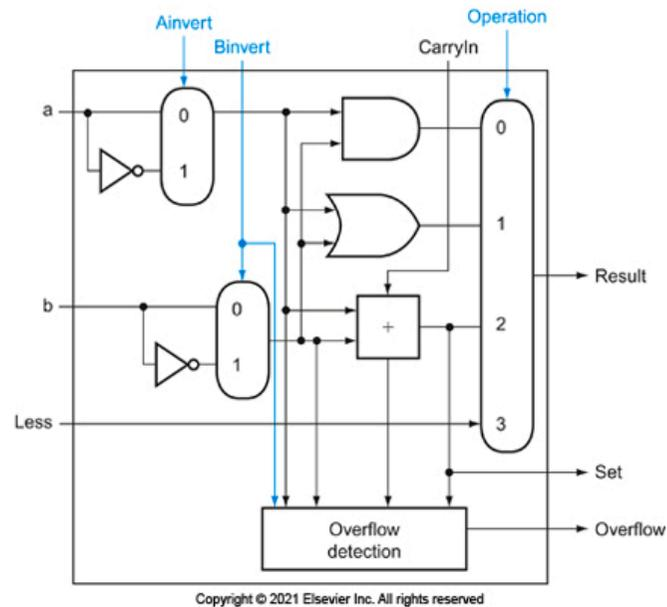 Ainvert
Operation
Binvert
CarryIn
a
0
1
0
1
Result
b
0
1
+
2
Less
3
Set
Overflow
detection
Overflow
Copyright © 2021 Elsevier Inc. All rights reserved